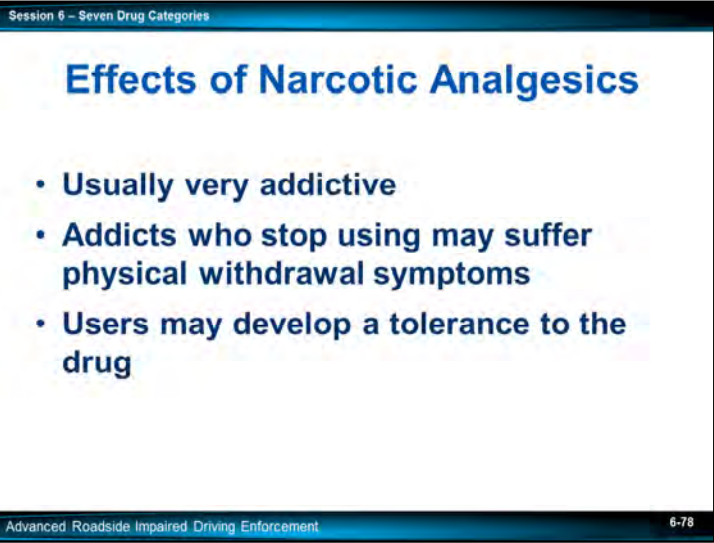 Session 6 – Seven Drug Categories
Effects of Narcotic Analgesics
• Usually very addictive
• Addicts who stop using may suffer
physical withdrawal symptoms
• Users may develop a tolerance to the
drug
Advanced Roadside Impaired Driving Enforcement
6-78